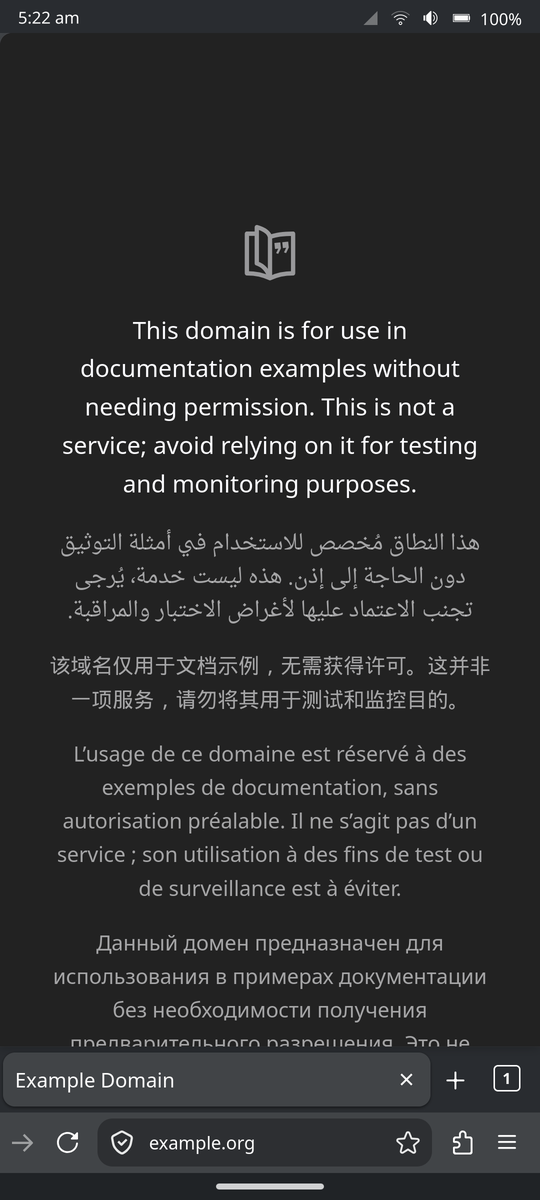 5:22 am
100%
This domain is for use in
documentation examples without
needing permission. This is not a
service; avoid relying on it for testing
and monitoring purposes.
هذا النطاق مُخصص للاستخدام في أمثلة التوثيق
دون الحاجة إلى إذن. هذه ليست خدمة، يُرجى
تجنب الاعتماد عليها لأغراض الاختبار والمراقبة.
该域名仅用于文档示例，无需获得许可。这并非
一项服务，请勿将其用于测试和监控目的。
L’usage de ce domaine est réservé à des
exemples de documentation, sans
autorisation préalable. Il ne s’agit pas d’un
service ; son utilisation à des fins de test ou
de surveillance est à éviter.
Данный домен предназначен для
использования в примерах документации
без необходимости получения
предварительного разрешения. Это не
Example Domain
1
example.org